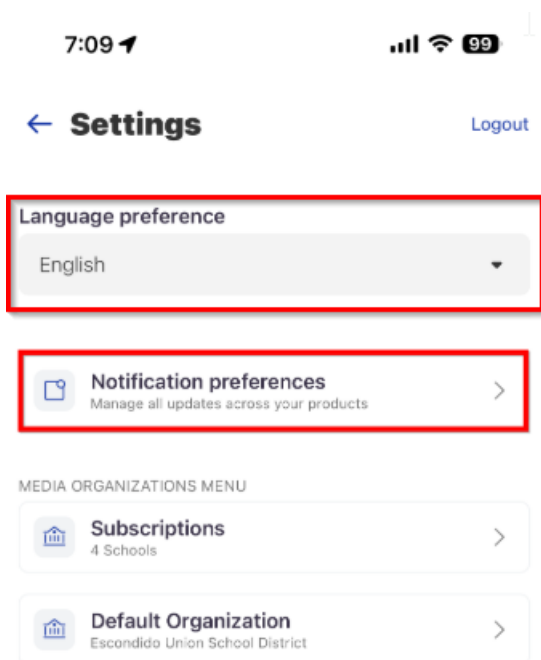 7:09
99
Settings
Logout
Language preference
English
Notification preferences
Manage all updates across your products
MEDIA ORGANIZATIONS MENU
Subscriptions
4 Schools
Default Organization
Escondido Union School District